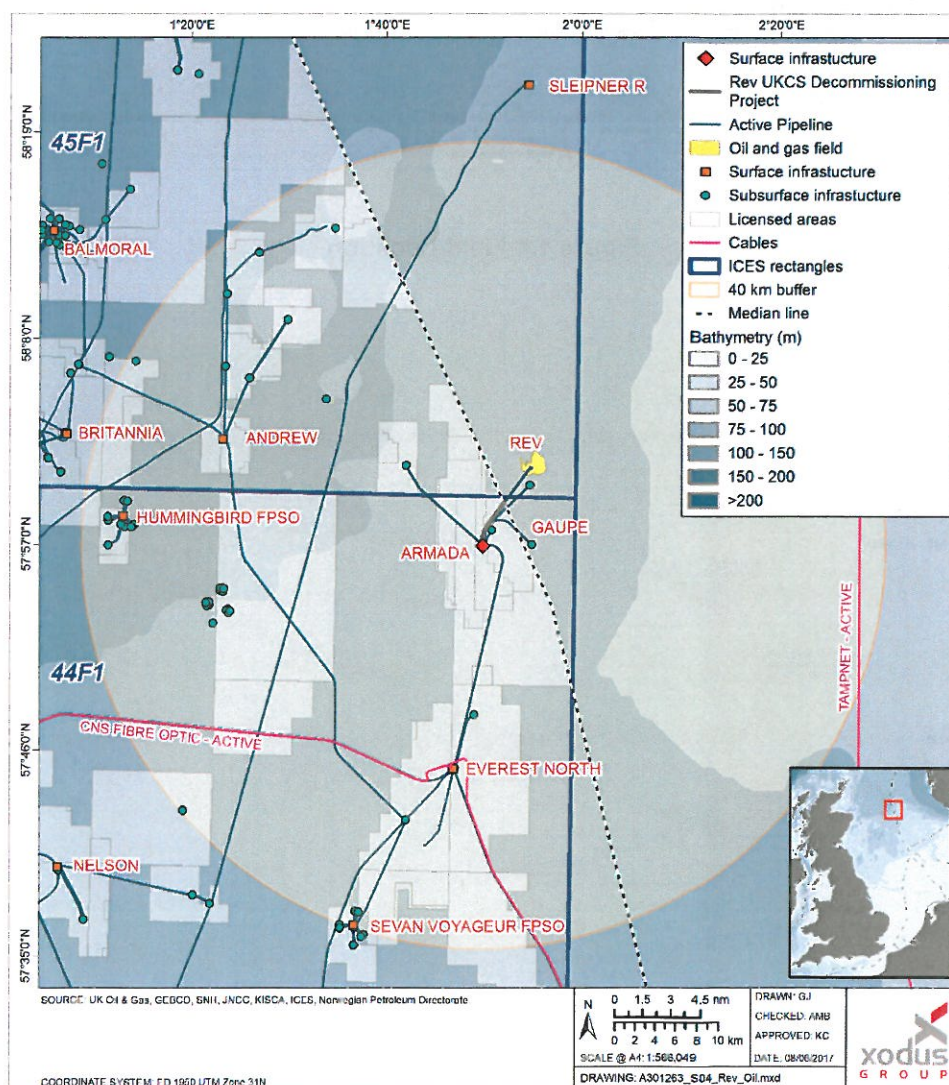 1°20'0"E 1°40'0"E 2°0'0"E 2°20'0"E
58°19'0"N
58°8'0"N
57°57'0"N
57°46'0"N
57°35'0"N
45F1
44F1
SLEIPNER R
BALMORAL
BRITANNIA
ANDREW
REV
HUMMINGBIRD FPSO
GAUPE
ARMADA
TAMPNET - ACTIVE
CNS FIBRE OPTIC - ACTIVE
EVEREST NORTH
NELSON
SEVAN VOYAGEUR FPSO
Surface infrastucture
Rev UKCS Decommissioning
Project
Active Pipeline
Oil and gas field
Surface infrastucture
Subsurface infrastucture
Licensed areas
Cables
ICES rectangles
40 km buffer
Median line
Bathymetry (m)
0 - 25
25 - 50
50 - 75
75 - 100
100 - 150
150 - 200
>200
SOURCE: UK Oil & Gas, GEBCO, SNH, JNCC, KISCA, ICES, Norwegian Petroleum Directorate
COORDINATE SYSTEM: ED 1950 UTM Zone 31N
N
0 1.5 3 4.5 nm
0 2 4 6 8 10 km
SCALE @ A4: 1:566,049
DRAWN: GJ
CHECKED: AMB
APPROVED: KC
DATE: 08/06/2017
DRAWING: A301263_S04_Rev_Oil.mxd
xodus
GROUP